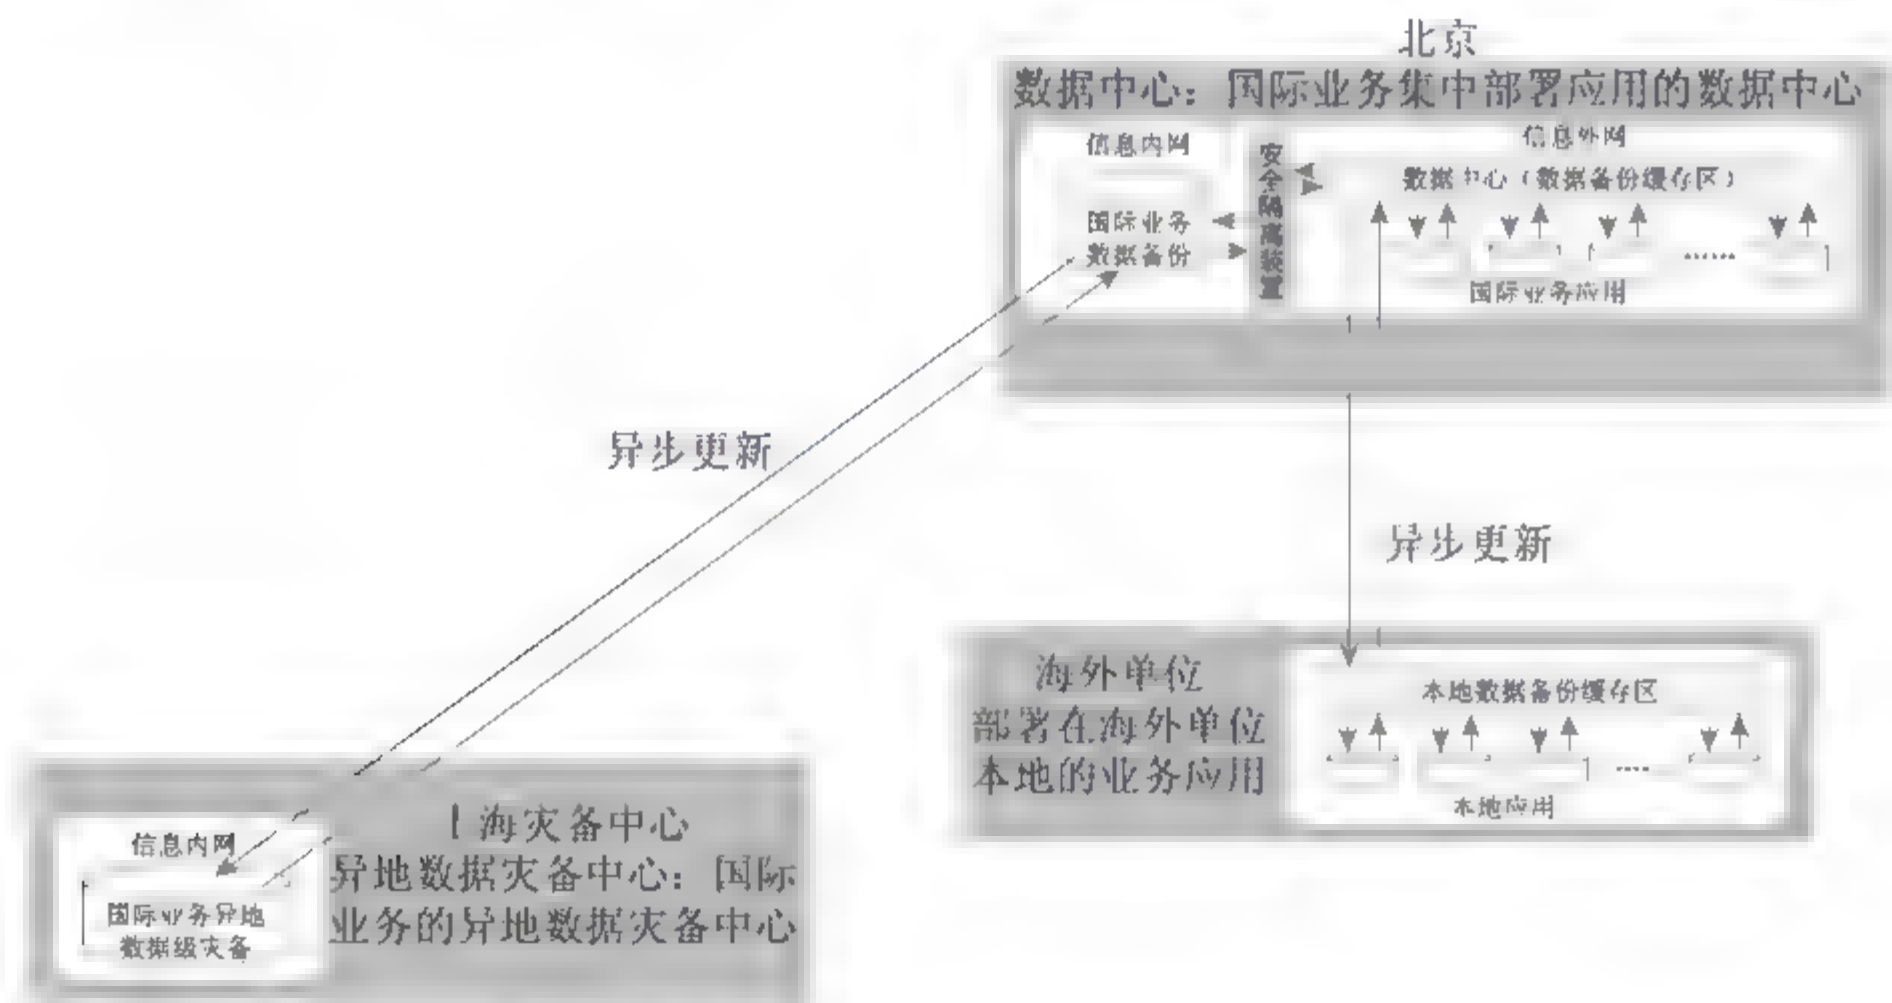 北京
数据中心：国际业务集中部署应用的数据中心
信息内网
国际业务
数据备份
安全隔离装置
信息外网
数据中心（数据备份缓存区）
......
国际业务应用
异步更新
异步更新
海外单位
部署在海外单位
本地的业务应用
本地数据备份缓存区
....
本地应用
海灾备中心
异地数据灾备中心：国际
业务的异地数据灾备中心
信息内网
国际业务异地
数据级灾备